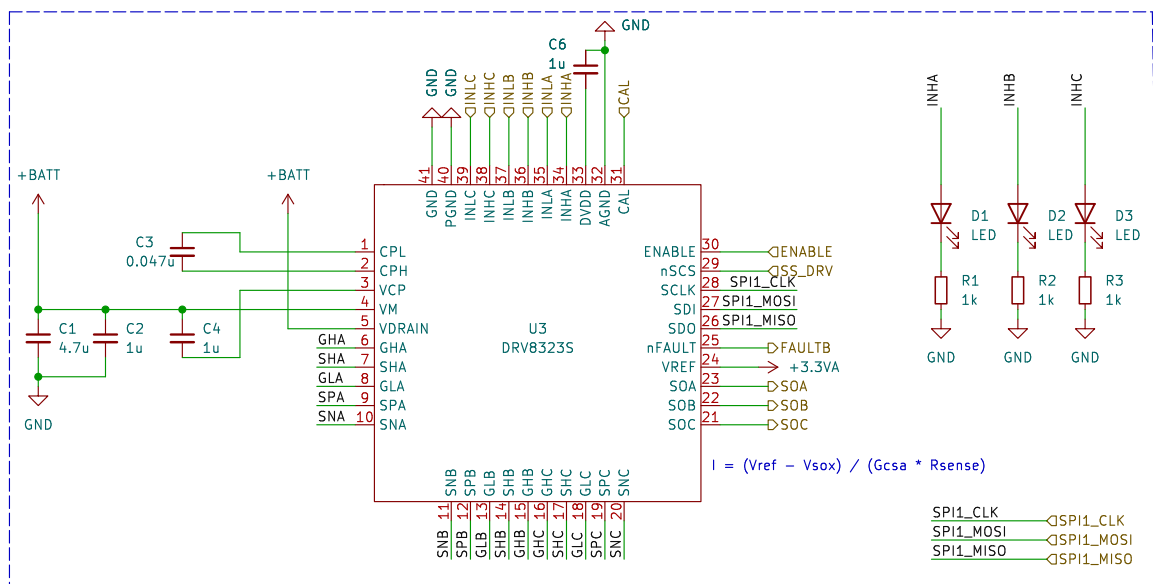 GND
C6
1u
GND
GND
INLC
INHC
INLB
INHB
INLA
INHA
CAL
INHA
INHB
INHC
41
40
39
38
37
36
35
34
33
32
31
+BATT
+BATT
GND
PGND
INLC
INHC
INLB
INHB
INLA
INHA
DVDD
AGND
CAL
D1
LED
D2
LED
D3
LED
C3
0.047u
1 CPL
2 CPH
3 VCP
4 VM
5 VDRAIN
GHA 6 GHA
SHA 7 SHA
GLA 8 GLA
SPA 9 SPA
SNA 10 SNA
C1
4.7u
C2
1u
C4
1u
GND
U3
DRV8323S
ENABLE 30 ENABLE
nSCS 29 SS_DRV
SCLK 28 SPI1_CLK
SDI 27 SPI1_MOSI
SDO 26 SPI1_MISO
nFAULT 25 FAULTB
VREF 24 +3.3VA
SOA 23 SOA
SOB 22 SOB
SOC 21 SOC
R1
1k
R2
1k
R3
1k
GND
GND
GND
I = (Vref - Vsox) / (Gcsa * Rsense)
SNB
SPB
GLB
SHB
GHB
GHC
SHC
GLC
SPC
SNC
11
12
13
14
15
16
17
18
19
20
SNB
SPB
GLB
SHB
GHB
GHC
SHC
GLC
SPC
SNC
SPI1_CLK SPI1_CLK
SPI1_MOSI SPI1_MOSI
SPI1_MISO SPI1_MISO